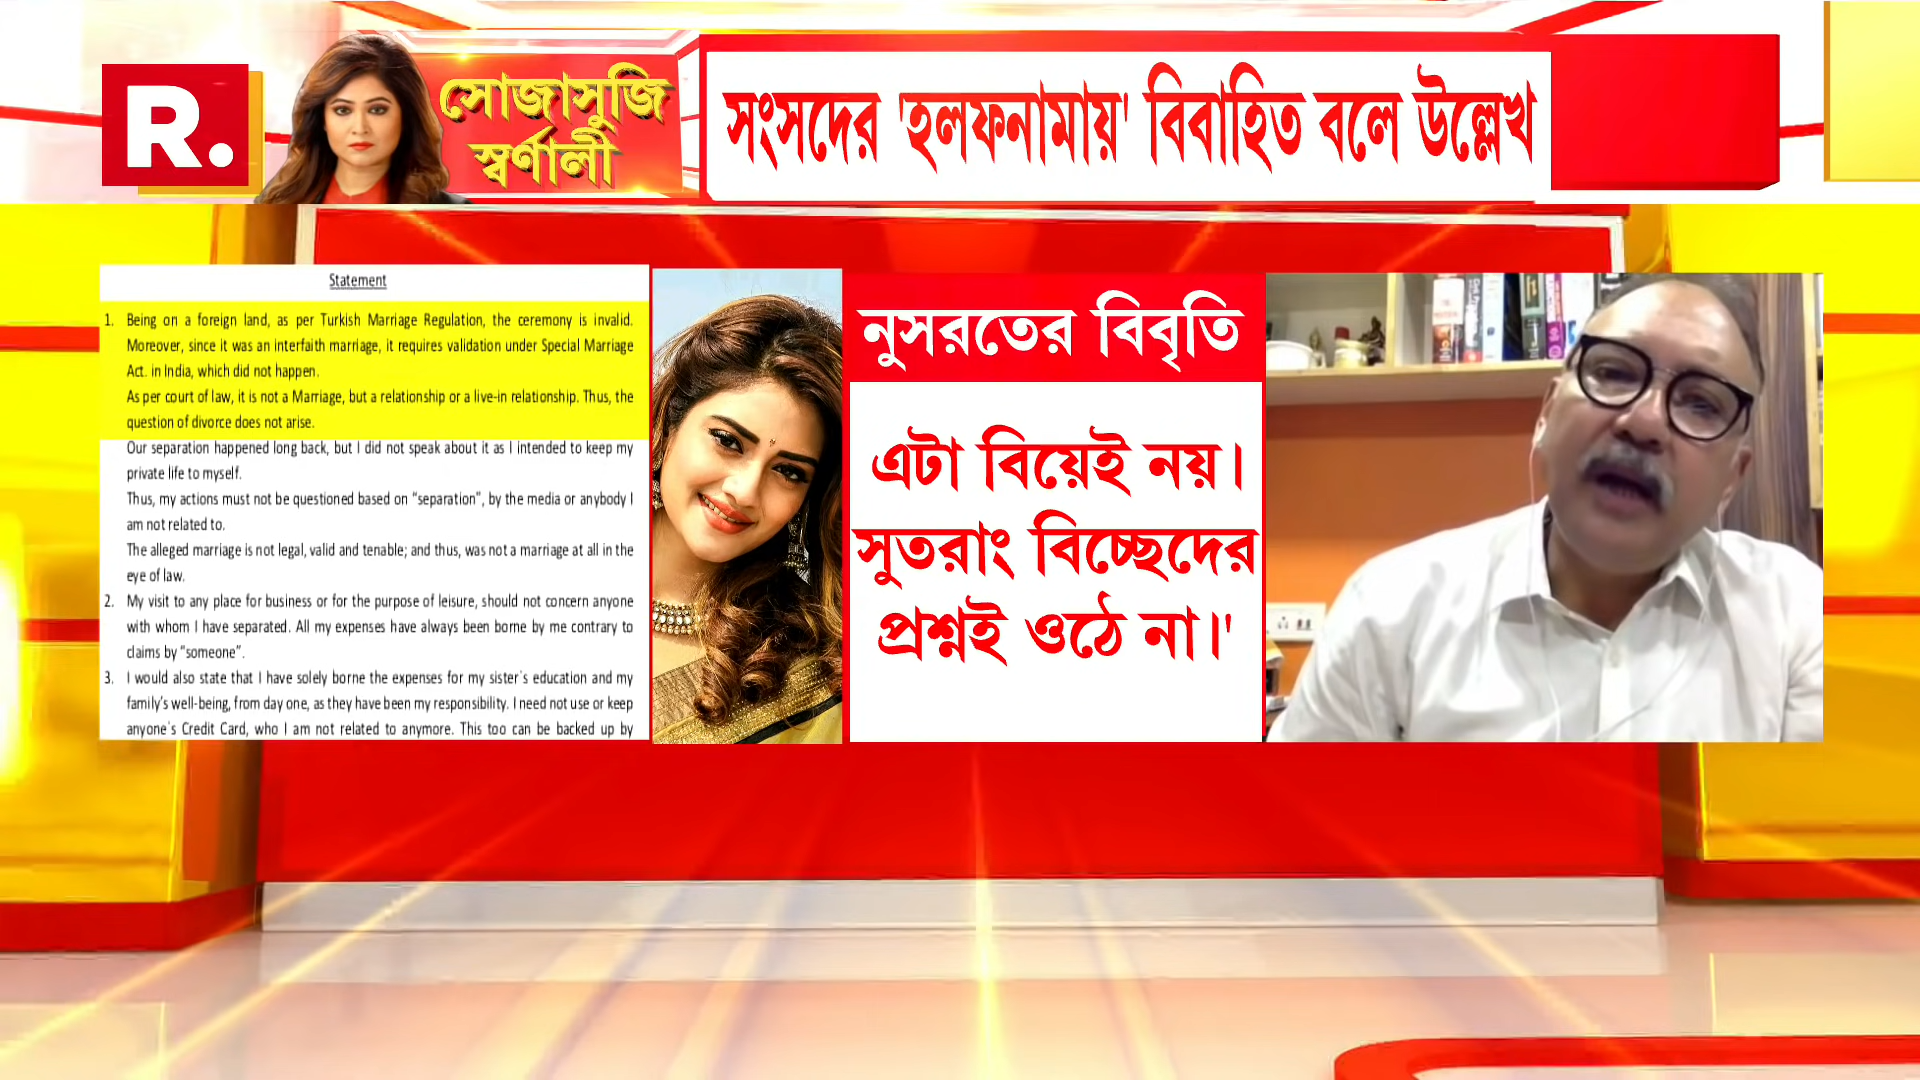 R.
সোজাসুজি
স্বর্ণালী
সংসদের 'হলফনামায়' বিবাহিত বলে উল্লেখ
Statement
1. Being on a foreign land, as per Turkish Marriage Regulation, the ceremony is invalid.
Moreover, since it was an interfaith marriage, it requires validation under Special Marriage
Act. in India, which did not happen.
As per court of law, it is not a Marriage, but a relationship or a live-in relationship. Thus, the
question of divorce does not arise.
Our separation happened long back, but I did not speak about it as I intended to keep my
private life to myself.
Thus, my actions must not be questioned based on “separation”, by the media or anybody I
am not related to.
The alleged marriage is not legal, valid and tenable; and thus, was not a marriage at all in the
eye of law.
2. My visit to any place for business or for the purpose of leisure, should not concern anyone
with whom I have separated. All my expenses have always been borne by me contrary to
claims by “someone”.
3. I would also state that I have solely borne the expenses for my sister`s education and my
family’s well-being, from day one, as they have been my responsibility. I need not use or keep
anyone`s Credit Card, who I am not related to anymore. This too can be backed up by
নুসরতের বিবৃতি
এটা বিয়েই নয়।
সুতরাং বিচ্ছেদের
প্রশ্নই ওঠে না।'